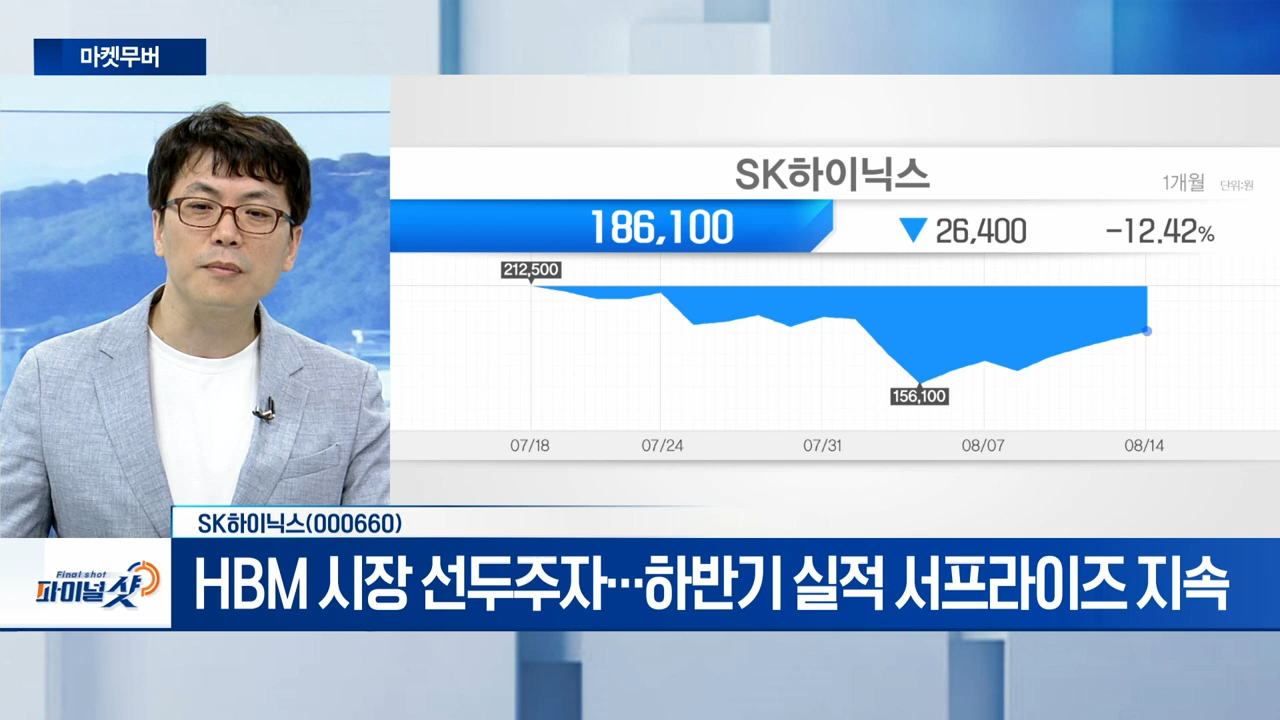 마켓무버
SK하이닉스
1개월 단위:원
186,100 ▼ 26,400 -12.42%
212,500
156,100
07/18 07/24 07/31 08/07 08/14
SK하이닉스(000660)
Final shot
파이널샷
HBM 시장 선두주자…하반기 실적 서프라이즈 지속